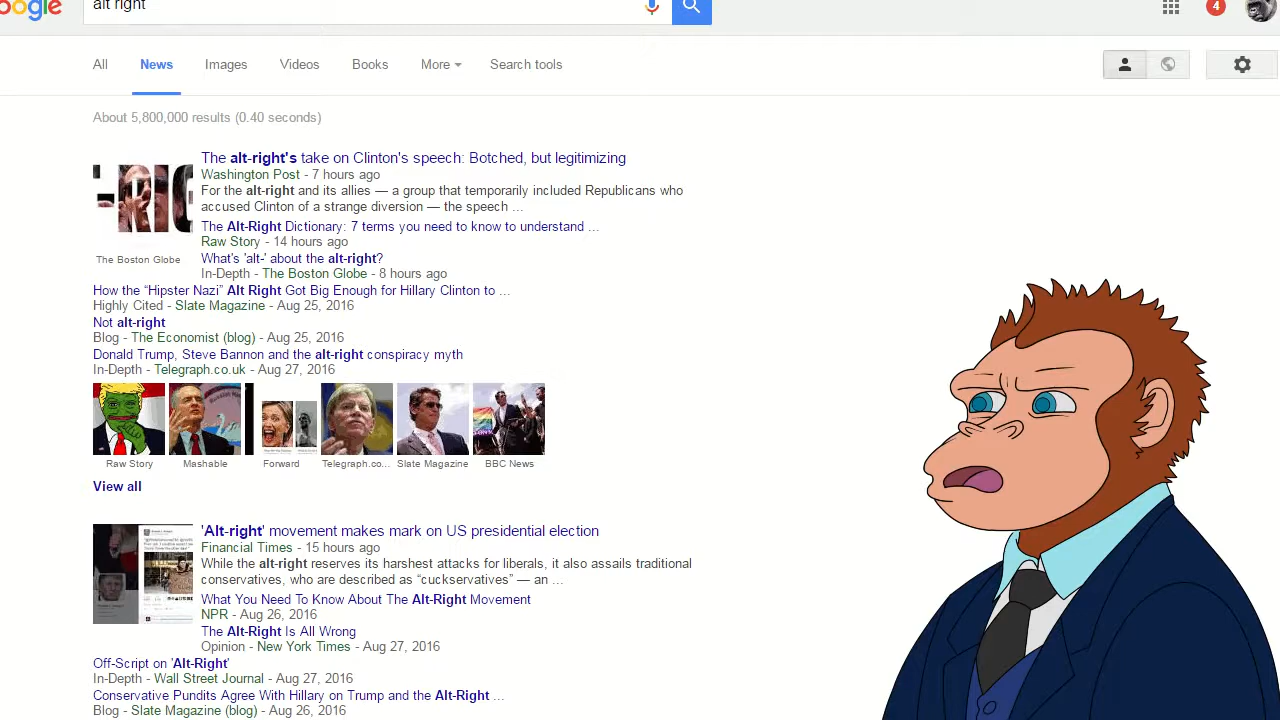 oogle alt right
4
All News Images Videos Books More Search tools
About 5,800,000 results (0.40 seconds)
The alt-right's take on Clinton's speech: Botched, but legitimizing
Washington Post - 7 hours ago
For the alt-right and its allies — a group that temporarily included Republicans who
accused Clinton of a strange diversion — the speech ...
The Alt-Right Dictionary: 7 terms you need to know to understand ...
Raw Story - 14 hours ago
What's 'alt-' about the alt-right?
In-Depth - The Boston Globe - 8 hours ago
-RIG
The Boston Globe
How the “Hipster Nazi” Alt Right Got Big Enough for Hillary Clinton to ...
Highly Cited - Slate Magazine - Aug 25, 2016
Not alt-right
Blog - The Economist (blog) - Aug 25, 2016
Donald Trump, Steve Bannon and the alt-right conspiracy myth
In-Depth - Telegraph.co.uk - Aug 27, 2016
Raw Story Mashable Forward Telegraph.co... Slate Magazine BBC News
View all
'Alt-right' movement makes mark on US presidential election
Financial Times - 15 hours ago
While the alt-right reserves its harshest attacks for liberals, it also assails traditional
conservatives, who are described as “cuckservatives” — an ...
What You Need To Know About The Alt-Right Movement
NPR - Aug 26, 2016
The Alt-Right Is All Wrong
Opinion - New York Times - Aug 27, 2016
Off-Script on 'Alt-Right'
In-Depth - Wall Street Journal - Aug 27, 2016
Conservative Pundits Agree With Hillary on Trump and the Alt-Right ...
Blog - Slate Magazine (blog) - Aug 26, 2016